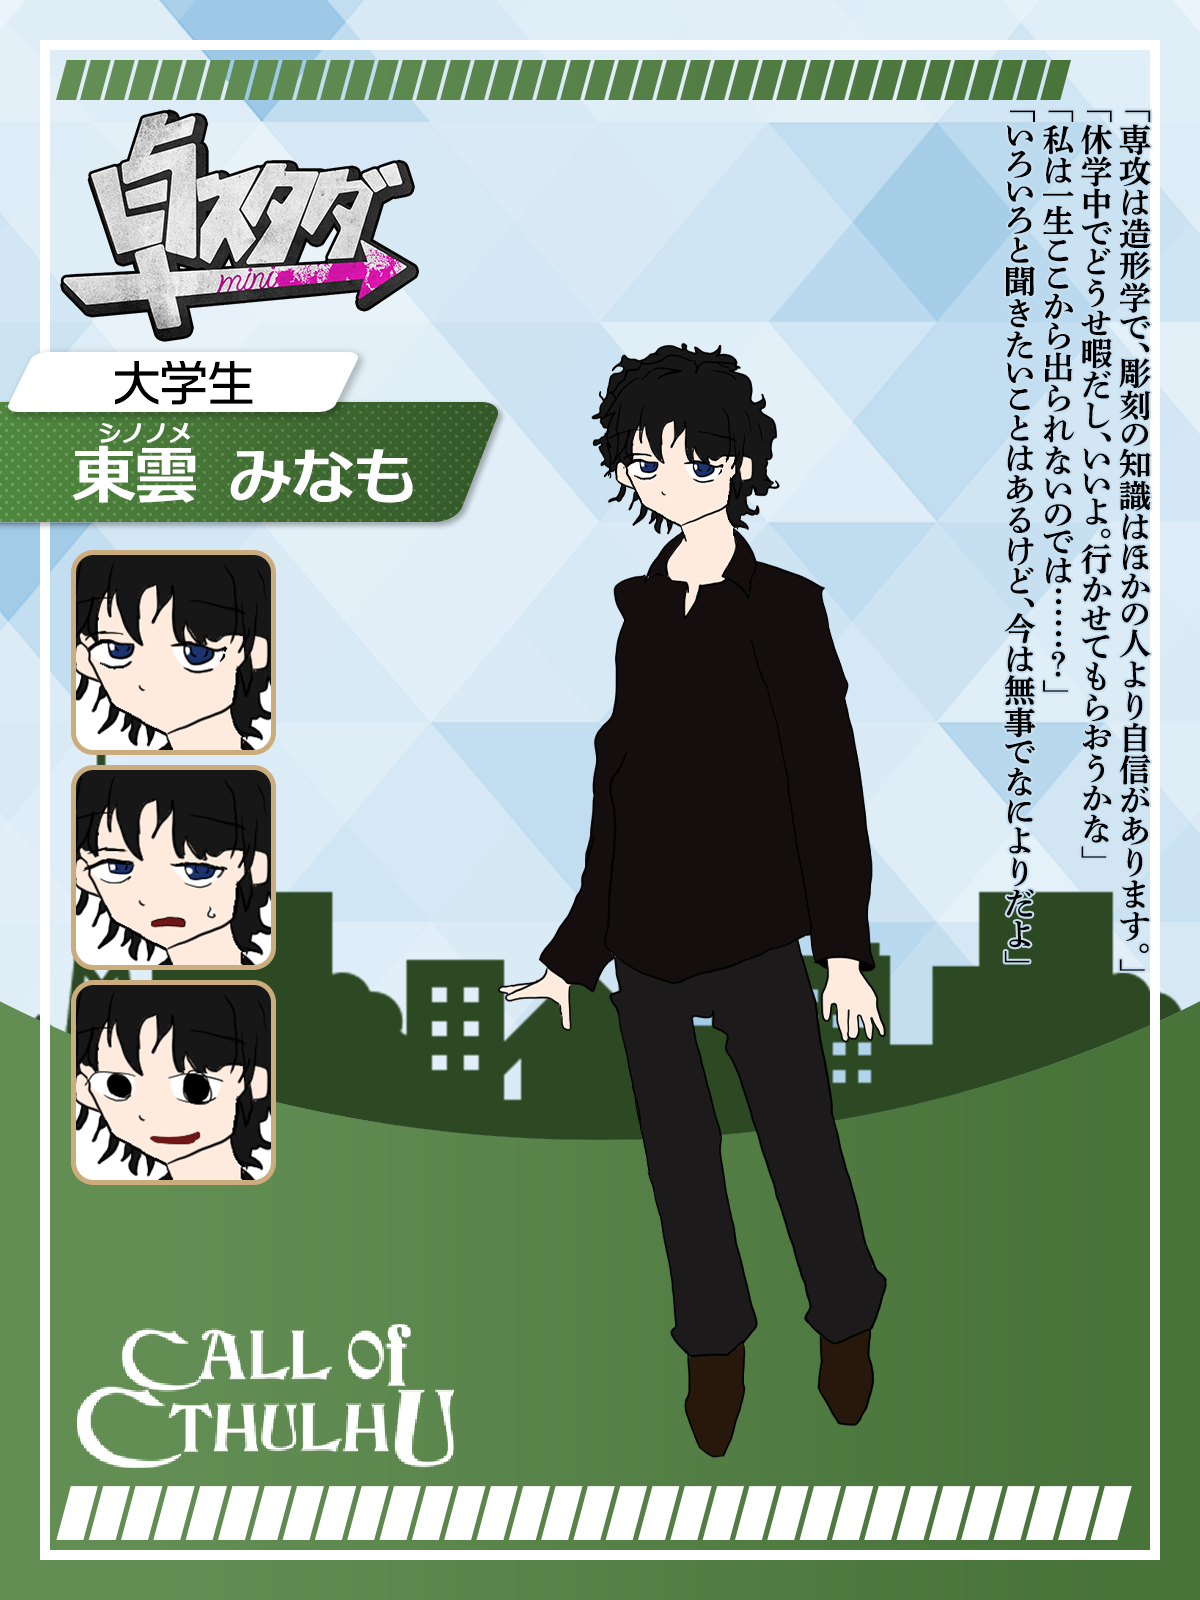 卓スタダ
mini
大学生
シノノメ
東雲 みなも
「専攻は造形学で、彫刻の知識はほかの人より自信があります。」
「休学中でどうせ暇だし、いいよ。行かせてもらおうかな」
「私は一生ここから出られないのでは……？」
「いろいろと聞きたいことはあるけど、今は無事でなによりだよ」
CALL Of
CTHULHU